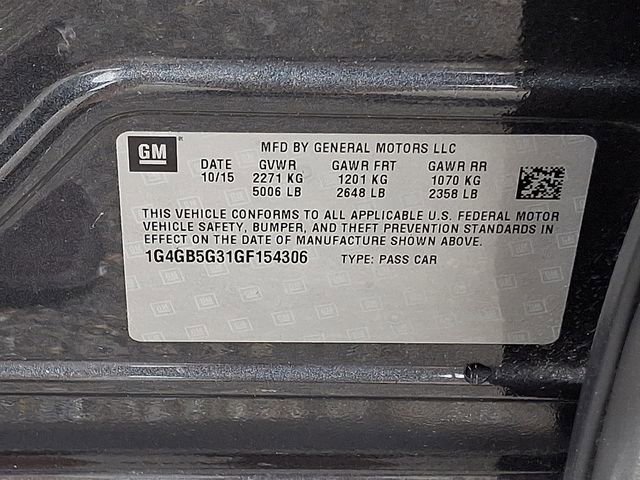 GM
MFD BY GENERAL MOTORS LLC
DATE GVWR GAWR FRT GAWR RR
10/15 2271 KG 1201 KG 1070 KG
5006 LB 2648 LB 2358 LB
THIS VEHICLE CONFORMS TO ALL APPLICABLE U.S. FEDERAL MOTOR
VEHICLE SAFETY, BUMPER, AND THEFT PREVENTION STANDARDS IN
EFFECT ON THE DATE OF MANUFACTURE SHOWN ABOVE.
1G4GB5G31GF154306 TYPE: PASS CAR